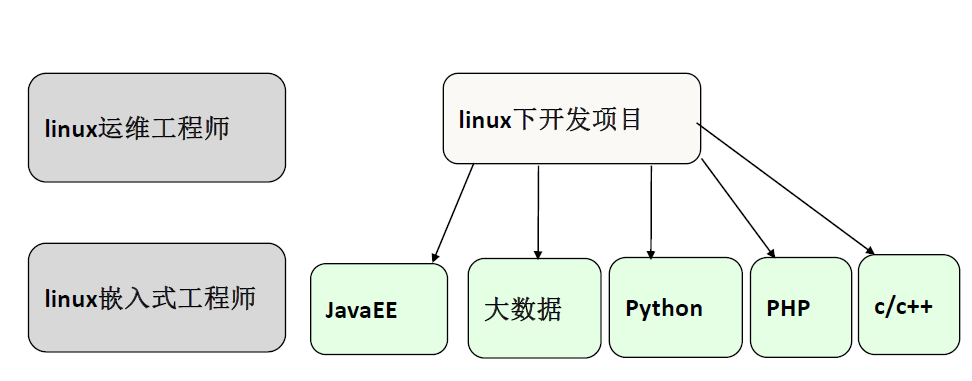 linux运维工程师
linux下开发项目
linux嵌入式工程师
JavaEE
大数据
Python
PHP
c/c++